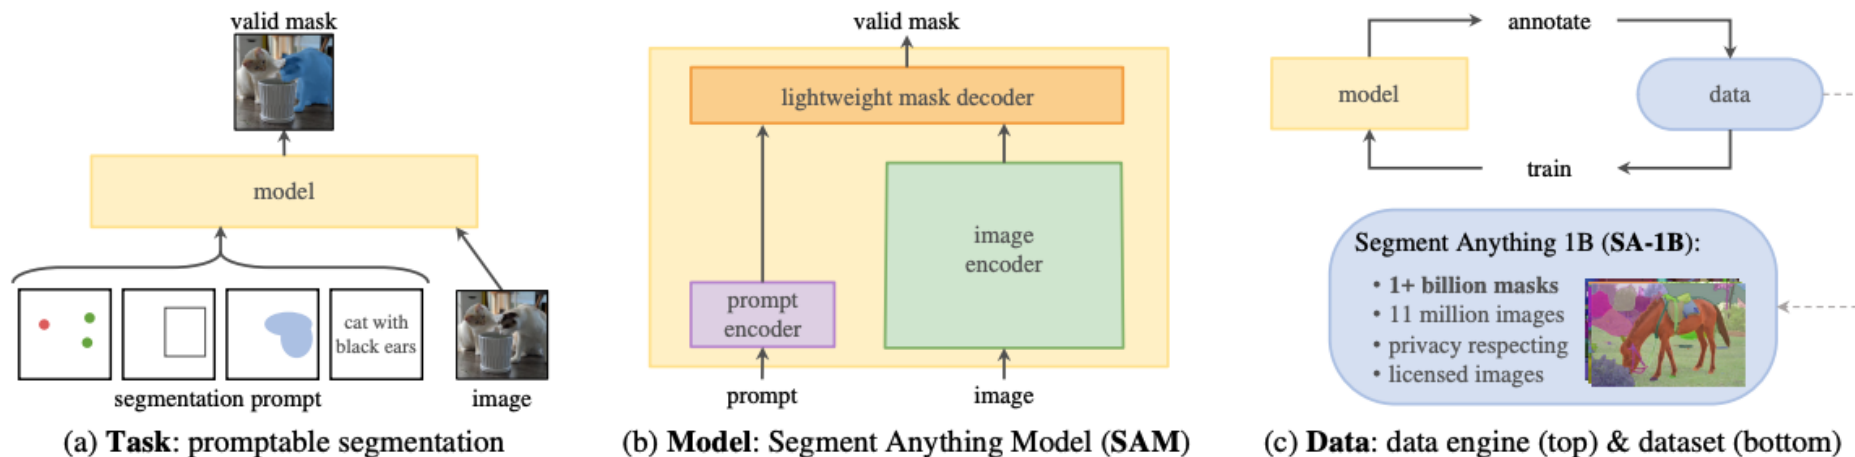 valid mask
model
cat with
black ears
segmentation prompt
image
(a) Task: promptable segmentation
valid mask
lightweight mask decoder
image
encoder
prompt
encoder
prompt
image
(b) Model: Segment Anything Model (SAM)
annotate
model
data
train
Segment Anything 1B (SA-1B):
• 1+ billion masks
• 11 million images
• privacy respecting
• licensed images
(c) Data: data engine (top) & dataset (bottom)